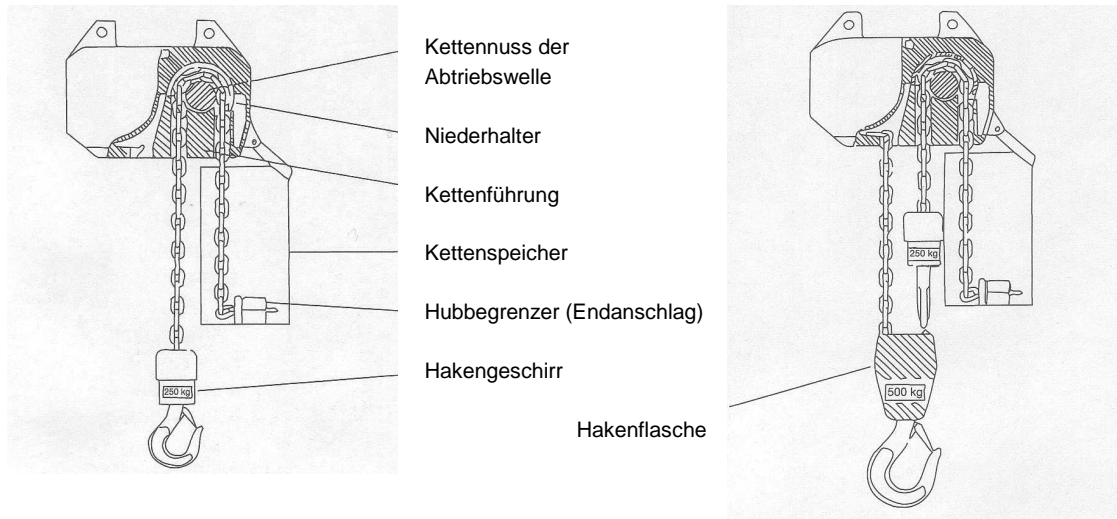 Kettennuss der
Abtriebswelle
Niederhalter
Kettenführung
Kettenspeicher
Hubbegrenzer (Endanschlag)
Hakengeschirr
Hakenflasche
250 kg
250 kg
500 kg